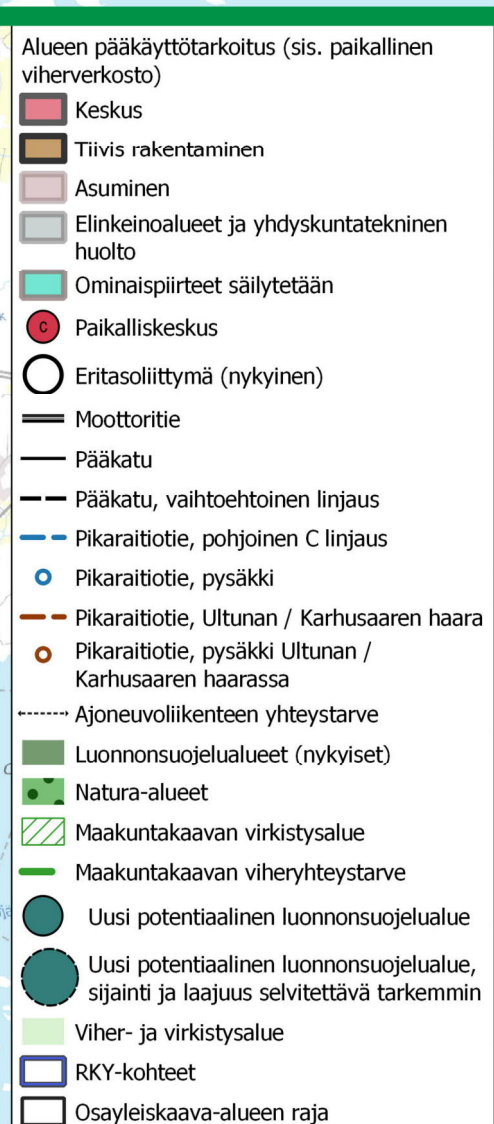 Alueen pääkäyttötarkoitus (sis. paikallinen
viherverkosto)
Keskus
Tiivis rakentaminen
Asuminen
Elinkeinoalueet ja yhdyskuntatekninen
huolto
Ominaispiirteet säilytetään
C Paikalliskeskus
Eritasoliittymä (nykyinen)
Moottoritie
Pääkatu
Pääkatu, vaihtoehtoinen linjaus
Pikaraitiotie, pohjoinen C linjaus
Pikaraitiotie, pysäkki
Pikaraitiotie, Ultunan / Karhusaaren haara
Pikaraitiotie, pysäkki Ultunan /
Karhusaaren haarassa
Ajoneuvoliikenteen yhteystarve
Luonnonsuojelualueet (nykyiset)
Natura-alueet
Maakuntakaavan virkistysalue
Maakuntakaavan viheryhteystarve
Uusi potentiaalinen luonnonsuojelualue
Uusi potentiaalinen luonnonsuojelualue,
sijainti ja laajuus selvitettävä tarkemmin
Viher- ja virkistysalue
RKY-kohteet
Osayleiskaava-alueen raja